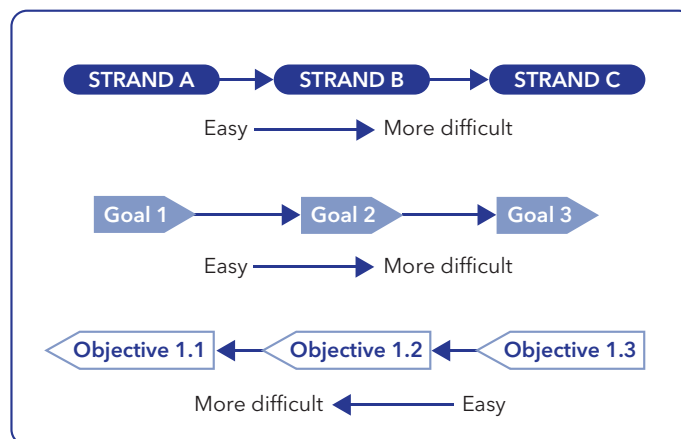 STRAND A STRAND B STRAND C
Easy More difficult
Goal 1 Goal 2 Goal 3
Easy More difficult
Objective 1.1 Objective 1.2 Objective 1.3
More difficult Easy